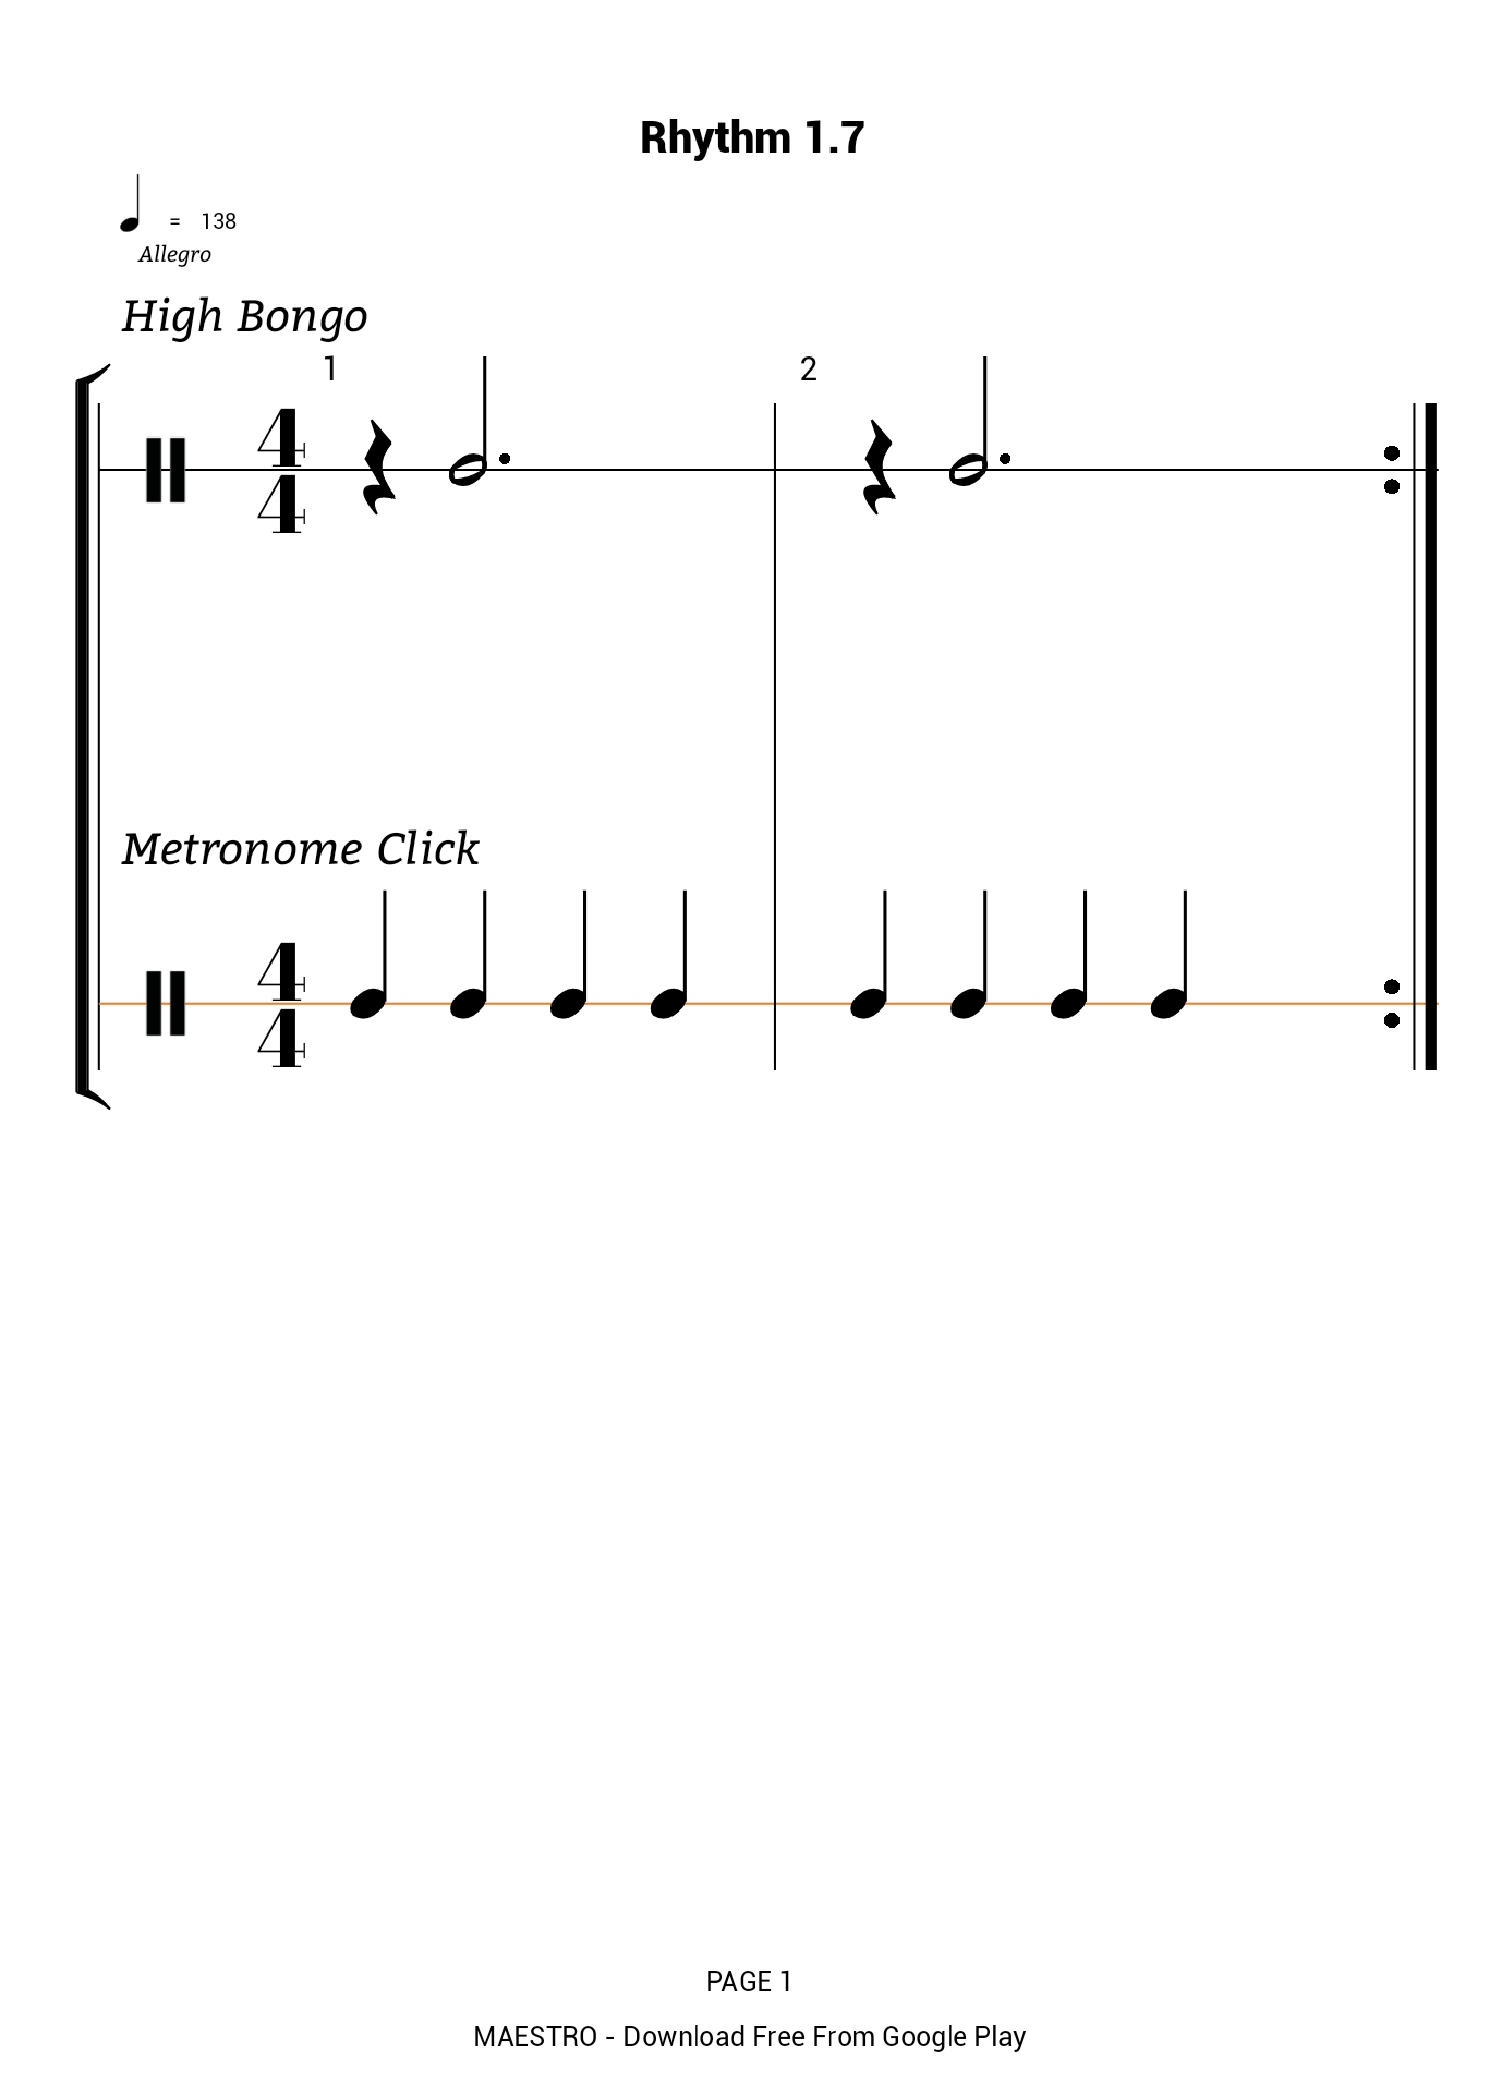 Rhythm 1.7
= 138
Allegro
High Bongo
1 2
4
4
Metronome Click
4
4
PAGE 1
MAESTRO - Download Free From Google Play